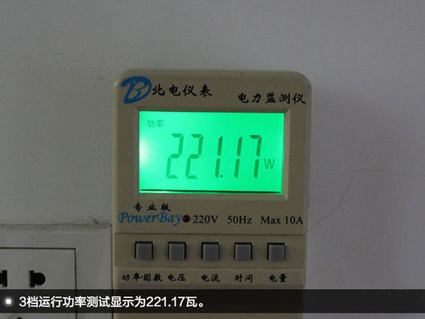 北电仪表
电力监测仪
功率
221.17W
专业版
PowerBay 220V 50Hz Max 10A
功率因数 电压 电流 时间 电量
3档运行功率测试显示为221.17瓦。